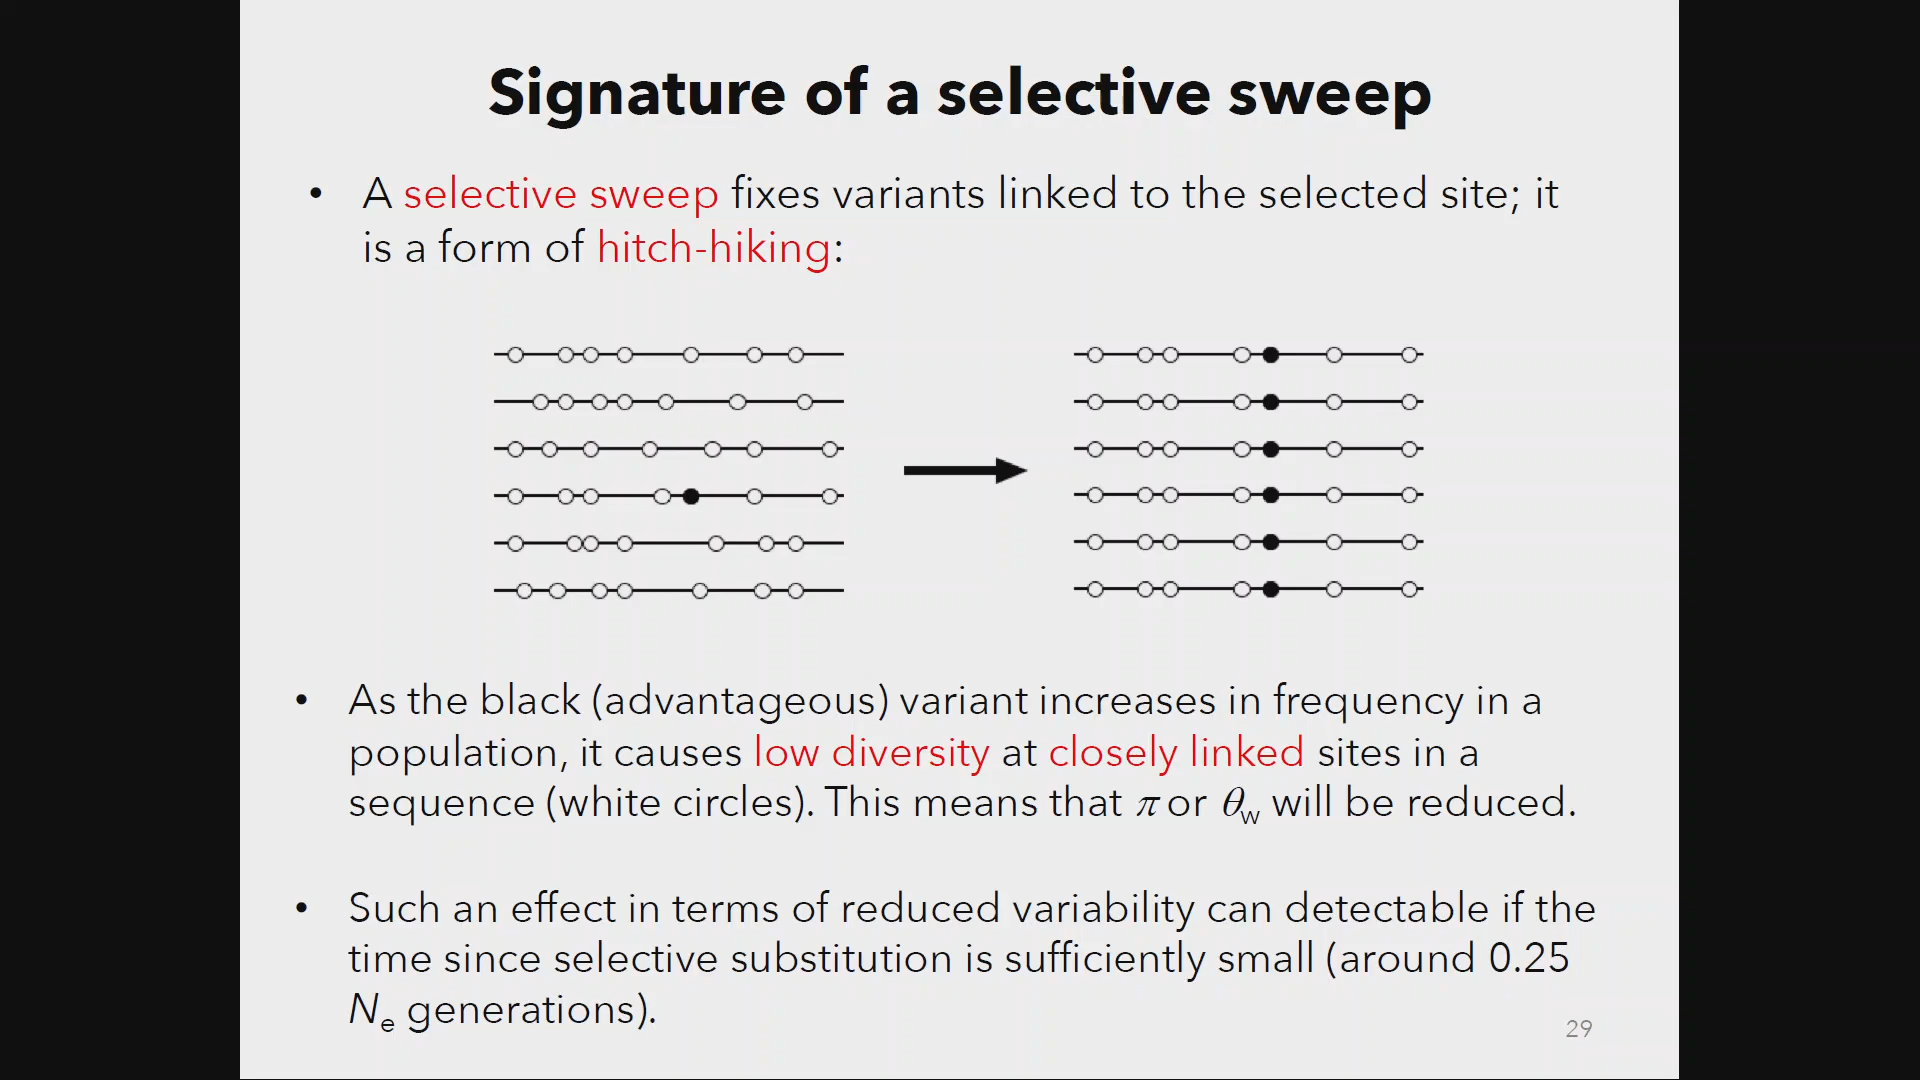 Signature of a selective sweep
• A selective sweep fixes variants linked to the selected site; it
is a form of hitch-hiking:
• As the black (advantageous) variant increases in frequency in a
population, it causes low diversity at closely linked sites in a
sequence (white circles). This means that π or θw will be reduced.
• Such an effect in terms of reduced variability can detectable if the
time since selective substitution is sufficiently small (around 0.25
Ne generations).
29